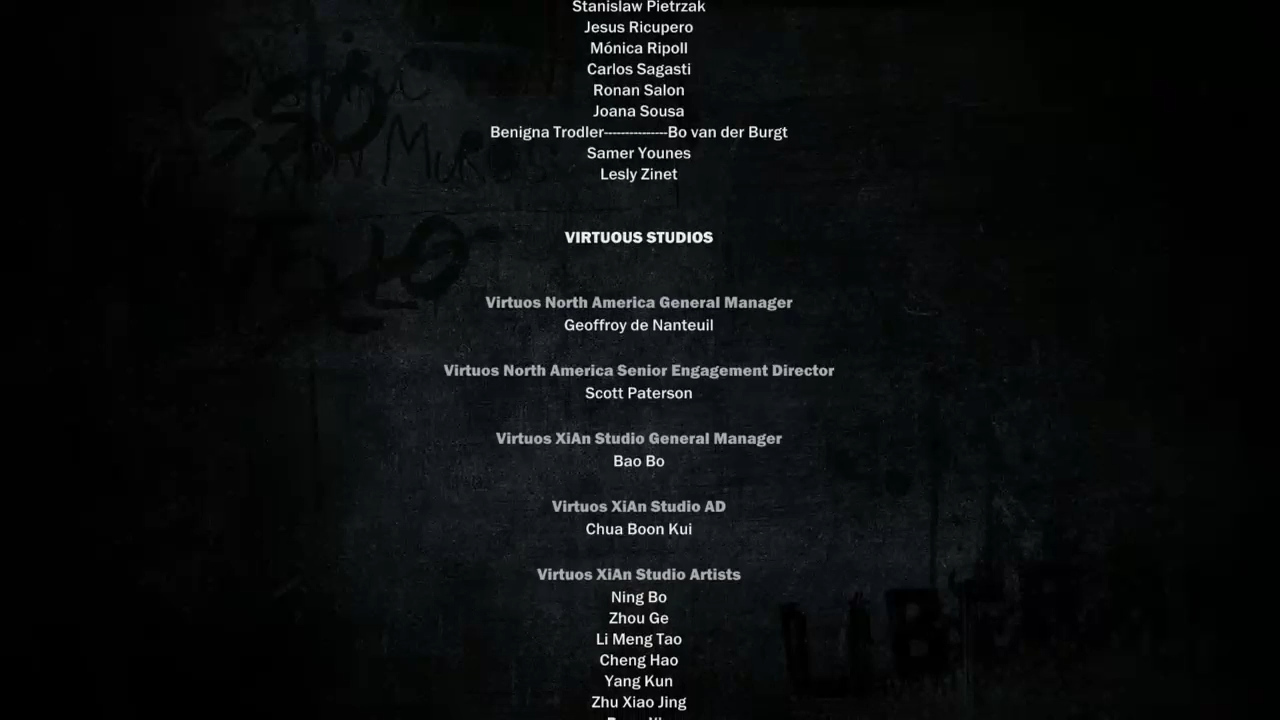 Stanislaw Pietrzak
Jesus Ricupero
Mónica Ripoll
Carlos Sagasti
Ronan Salon
Joana Sousa
Benigna Trodler---------------Bo van der Burgt
Samer Younes
Lesly Zinet
VIRTUOUS STUDIOS
Virtuos North America General Manager
Geoffroy de Nanteuil
Virtuos North America Senior Engagement Director
Scott Paterson
Virtuos XiAn Studio General Manager
Bao Bo
Virtuos XiAn Studio AD
Chua Boon Kui
Virtuos XiAn Studio Artists
Ning Bo
Zhou Ge
Li Meng Tao
Cheng Hao
Yang Kun
Zhu Xiao Jing